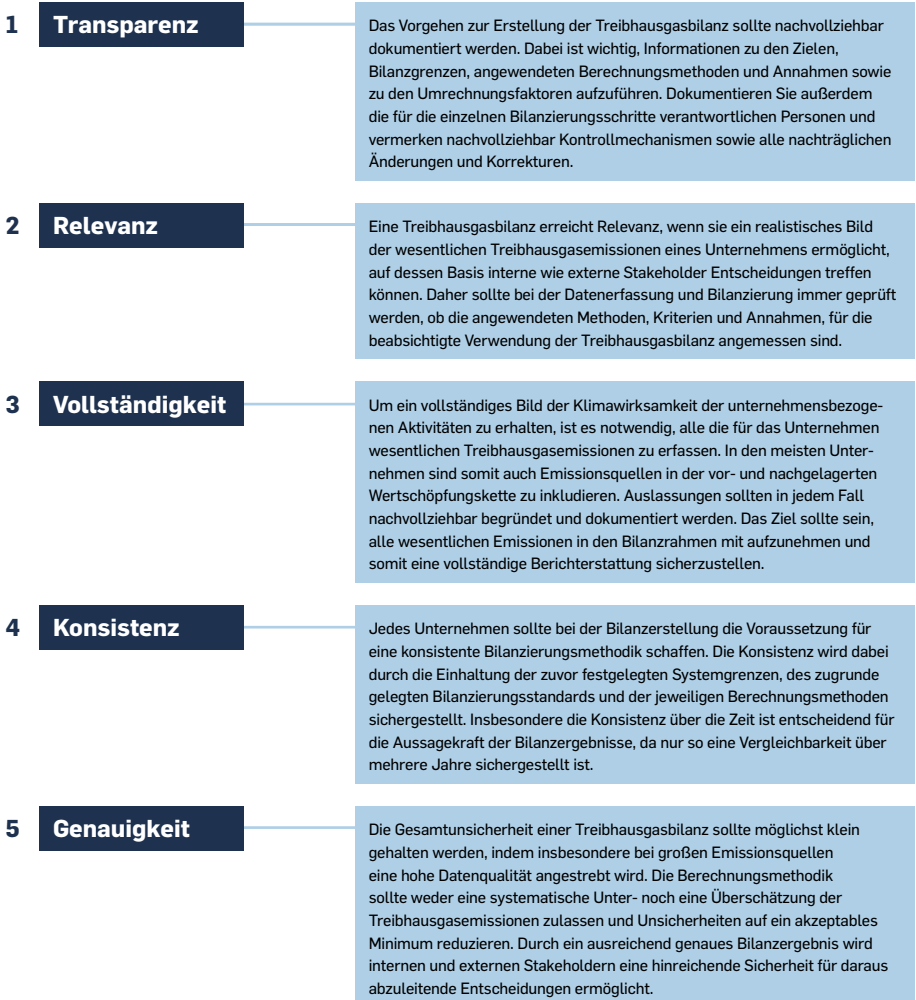 1 Transparenz
Das Vorgehen zur Erstellung der Treibhausgasbilanz sollte nachvollziehbar
dokumentiert werden. Dabei ist wichtig, Informationen zu den Zielen,
Bilanzgrenzen, angewendeten Berechnungsmethoden und Annahmen sowie
zu den Umrechnungsfaktoren aufzuführen. Dokumentieren Sie außerdem
die für die einzelnen Bilanzierungsschritte verantwortlichen Personen und
vermerken nachvollziehbar Kontrollmechanismen sowie alle nachträglichen
Änderungen und Korrekturen.
2 Relevanz
Eine Treibhausgasbilanz erreicht Relevanz, wenn sie ein realistisches Bild
der wesentlichen Treibhausgasemissionen eines Unternehmens ermöglicht,
auf dessen Basis interne wie externe Stakeholder Entscheidungen treffen
können. Daher sollte bei der Datenerfassung und Bilanzierung immer geprüft
werden, ob die angewendeten Methoden, Kriterien und Annahmen, für die
beabsichtigte Verwendung der Treibhausgasbilanz angemessen sind.
3 Vollständigkeit
Um ein vollständiges Bild der Klimawirksamkeit der unternehmensbezoge-
nen Aktivitäten zu erhalten, ist es notwendig, alle die für das Unternehmen
wesentlichen Treibhausgasemissionen zu erfassen. In den meisten Unter-
nehmen sind somit auch Emissionsquellen in der vor- und nachgelagerten
Wertschöpfungskette zu inkludieren. Auslassungen sollten in jedem Fall
nachvollziehbar begründet und dokumentiert werden. Das Ziel sollte sein,
alle wesentlichen Emissionen in den Bilanzrahmen mit aufzunehmen und
somit eine vollständige Berichterstattung sicherzustellen.
4 Konsistenz
Jedes Unternehmen sollte bei der Bilanzerstellung die Voraussetzung für
eine konsistente Bilanzierungsmethodik schaffen. Die Konsistenz wird dabei
durch die Einhaltung der zuvor festgelegten Systemgrenzen, des zugrunde
gelegten Bilanzierungsstandards und der jeweiligen Berechnungsmethoden
sichergestellt. Insbesondere die Konsistenz über die Zeit ist entscheidend für
die Aussagekraft der Bilanzergebnisse, da nur so eine Vergleichbarkeit über
mehrere Jahre sichergestellt ist.
5 Genauigkeit
Die Gesamtunsicherheit einer Treibhausgasbilanz sollte möglichst klein
gehalten werden, indem insbesondere bei großen Emissionsquellen
eine hohe Datenqualität angestrebt wird. Die Berechnungsmethodik
sollte weder eine systematische Unter- noch eine Überschätzung der
Treibhausgasemissionen zulassen und Unsicherheiten auf ein akzeptables
Minimum reduzieren. Durch ein ausreichend genaues Bilanzergebnis wird
internen und externen Stakeholdern eine hinreichende Sicherheit für daraus
abzuleitende Entscheidungen ermöglicht.